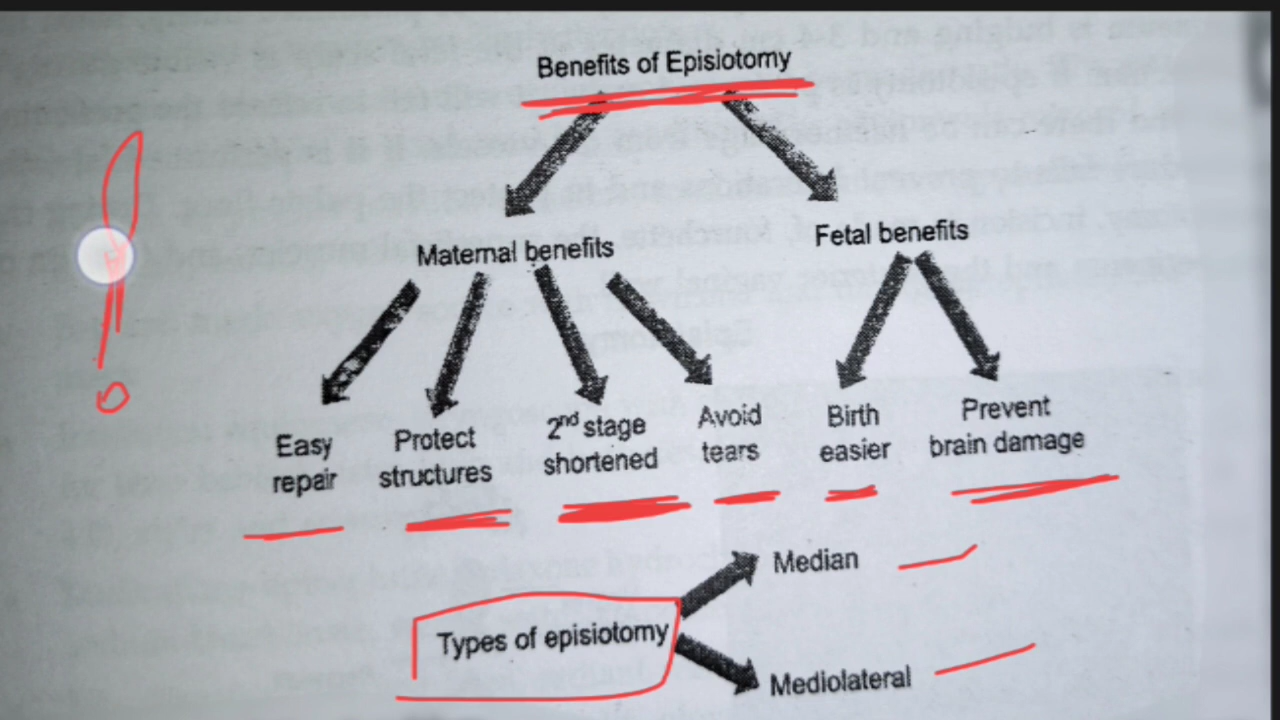 Benefits of Episiotomy
Maternal benefits
Fetal benefits
Easy
repair
Protect
structures
2nd stage
shortened
Avoid
tears
Birth
easier
Prevent
brain damage
Types of episiotomy
Median
Mediolateral